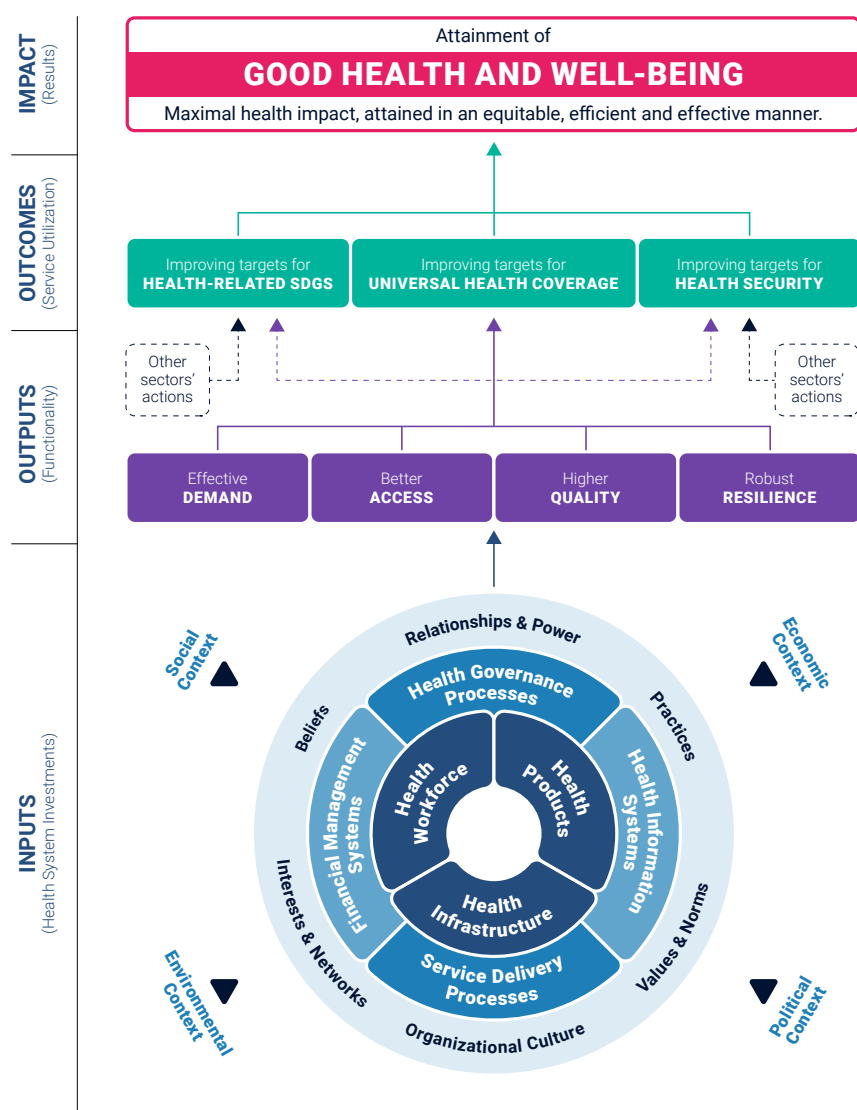 IMPACT
(Results)
Attainment of
GOOD HEALTH AND WELL-BEING
Maximal health impact, attained in an equitable, efficient and effective manner.
OUTCOMES
(Service Utilization)
Improving targets for
HEALTH-RELATED SDGS
Improving targets for
UNIVERSAL HEALTH COVERAGE
Improving targets for
HEALTH SECURITY
OUTPUTS
(Functionality)
Other
sectors'
actions
Other
sectors'
actions
Effective
DEMAND
Better
ACCESS
Higher
QUALITY
Robust
RESILIENCE
INPUTS
(Health System Investments)
Social
Context
Economic
Context
Relationships & Power
Beliefs
Practices
Health Governance
Processes
Financial Management
Systems
Health Information
Systems
Health
Workforce
Health
Products
Health
Infrastructure
Service Delivery
Processes
Interests & Networks
Values & Norms
Organizational Culture
Environmental
Context
Political
Context